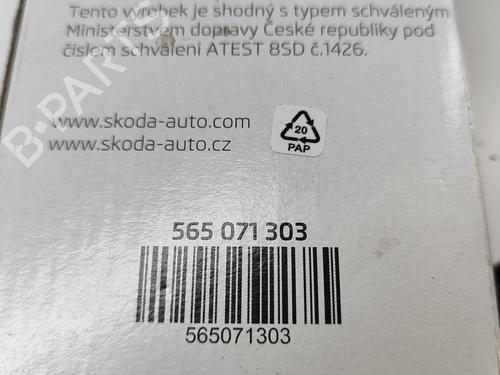 Tento výrobek je shodný s typem schváleným
Ministerstvem dopravy České republiky pod
číslem schválení ATEST 8SD č.1426.
www.skoda-auto.com
www.skoda-auto.cz
20
PAP
565 071 303
565071303
B-PARTS